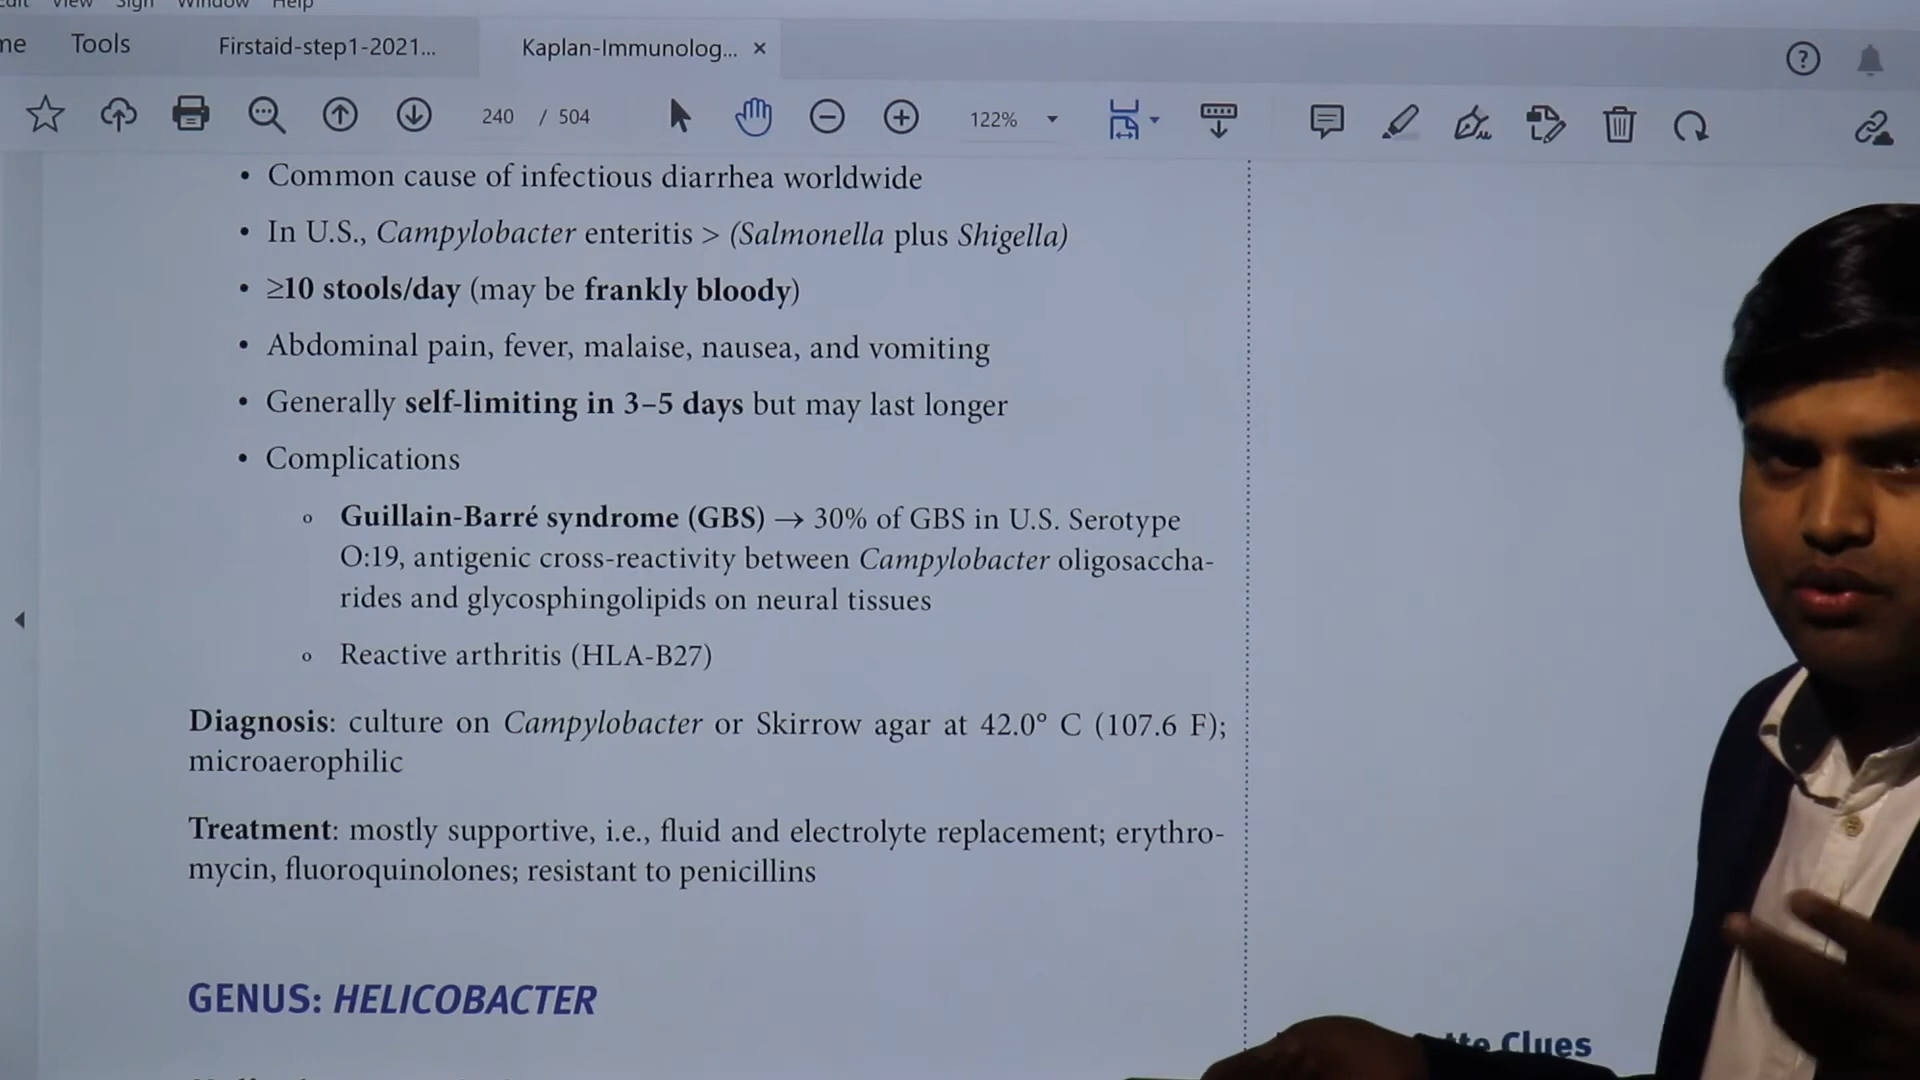 View Sign Window Help
Tools Firstaid-step1-2021... Kaplan-Immunolog... ×
240 / 504 122%
• Common cause of infectious diarrhea worldwide
• In U.S., Campylobacter enteritis > (Salmonella plus Shigella)
• ≥10 stools/day (may be frankly bloody)
• Abdominal pain, fever, malaise, nausea, and vomiting
• Generally self-limiting in 3–5 days but may last longer
• Complications
o Guillain-Barré syndrome (GBS) → 30% of GBS in U.S. Serotype
O:19, antigenic cross-reactivity between Campylobacter oligosaccha-
rides and glycosphingolipids on neural tissues
o Reactive arthritis (HLA-B27)
Diagnosis: culture on Campylobacter or Skirrow agar at 42.0° C (107.6 F);
microaerophilic
Treatment: mostly supportive, i.e., fluid and electrolyte replacement; erythro-
mycin, fluoroquinolones; resistant to penicillins
GENUS: HELICOBACTER
Clues